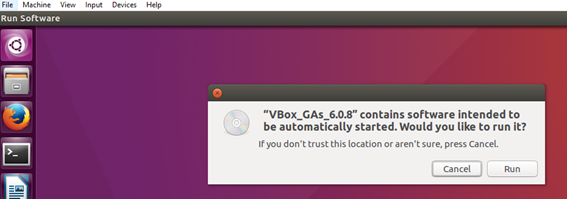 File Machine View Input Devices Help
Run Software
“VBox_GAs_6.0.8” contains software intended to
be automatically started. Would you like to run it?
If you don't trust this location or aren't sure, press Cancel.
Cancel Run